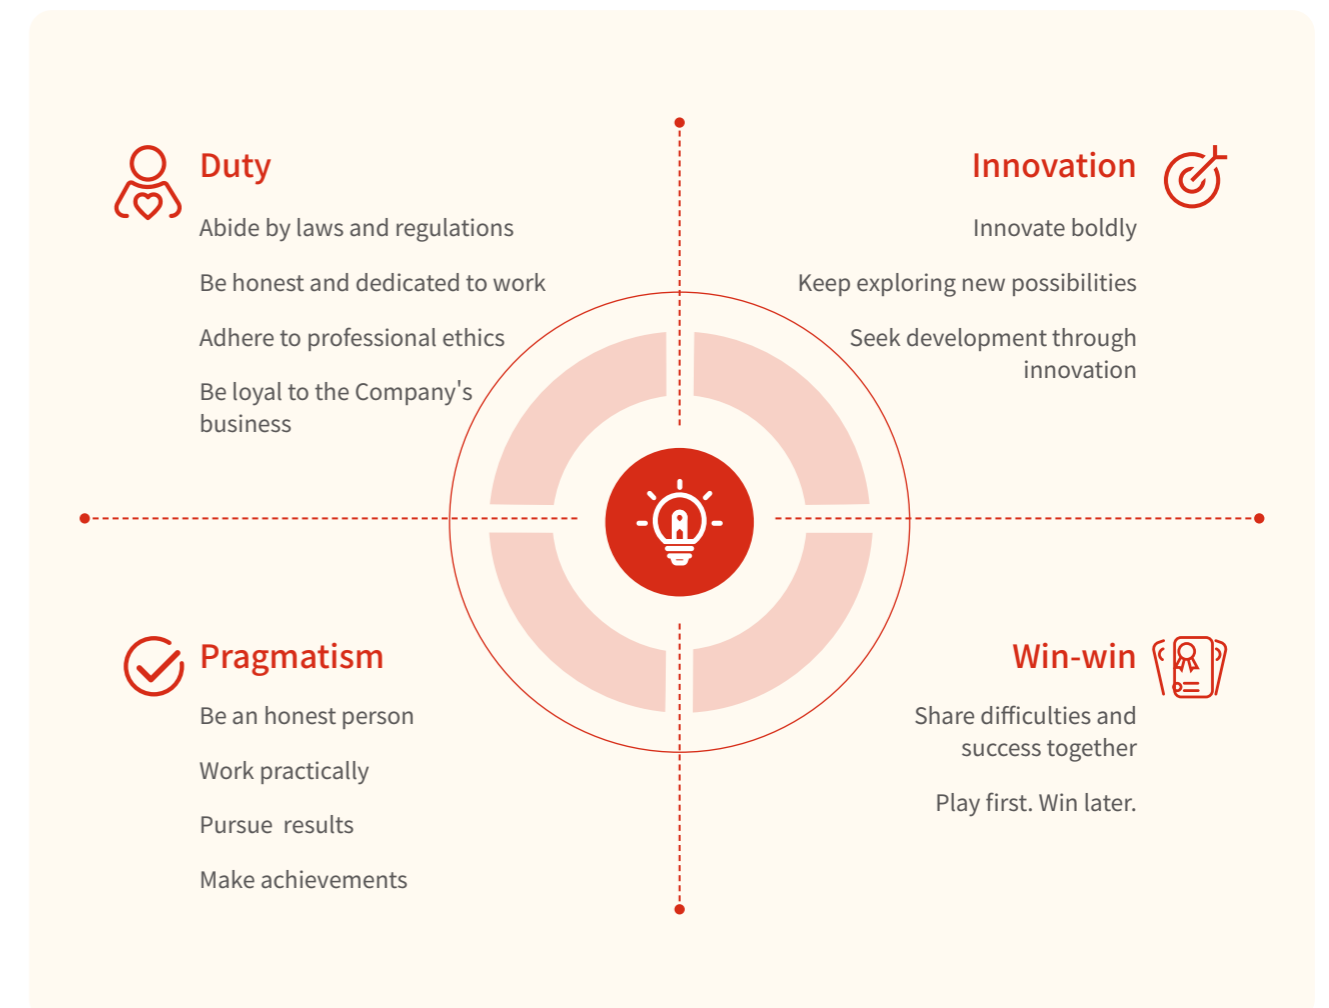 Duty
Abide by laws and regulations
Be honest and dedicated to work
Adhere to professional ethics
Be loyal to the Company's
business
Innovation
Innovate boldly
Keep exploring new possibilities
Seek development through
innovation
Pragmatism
Be an honest person
Work practically
Pursue  results
Make achievements
Win-win
Share difficulties and
success together
Play first. Win later.